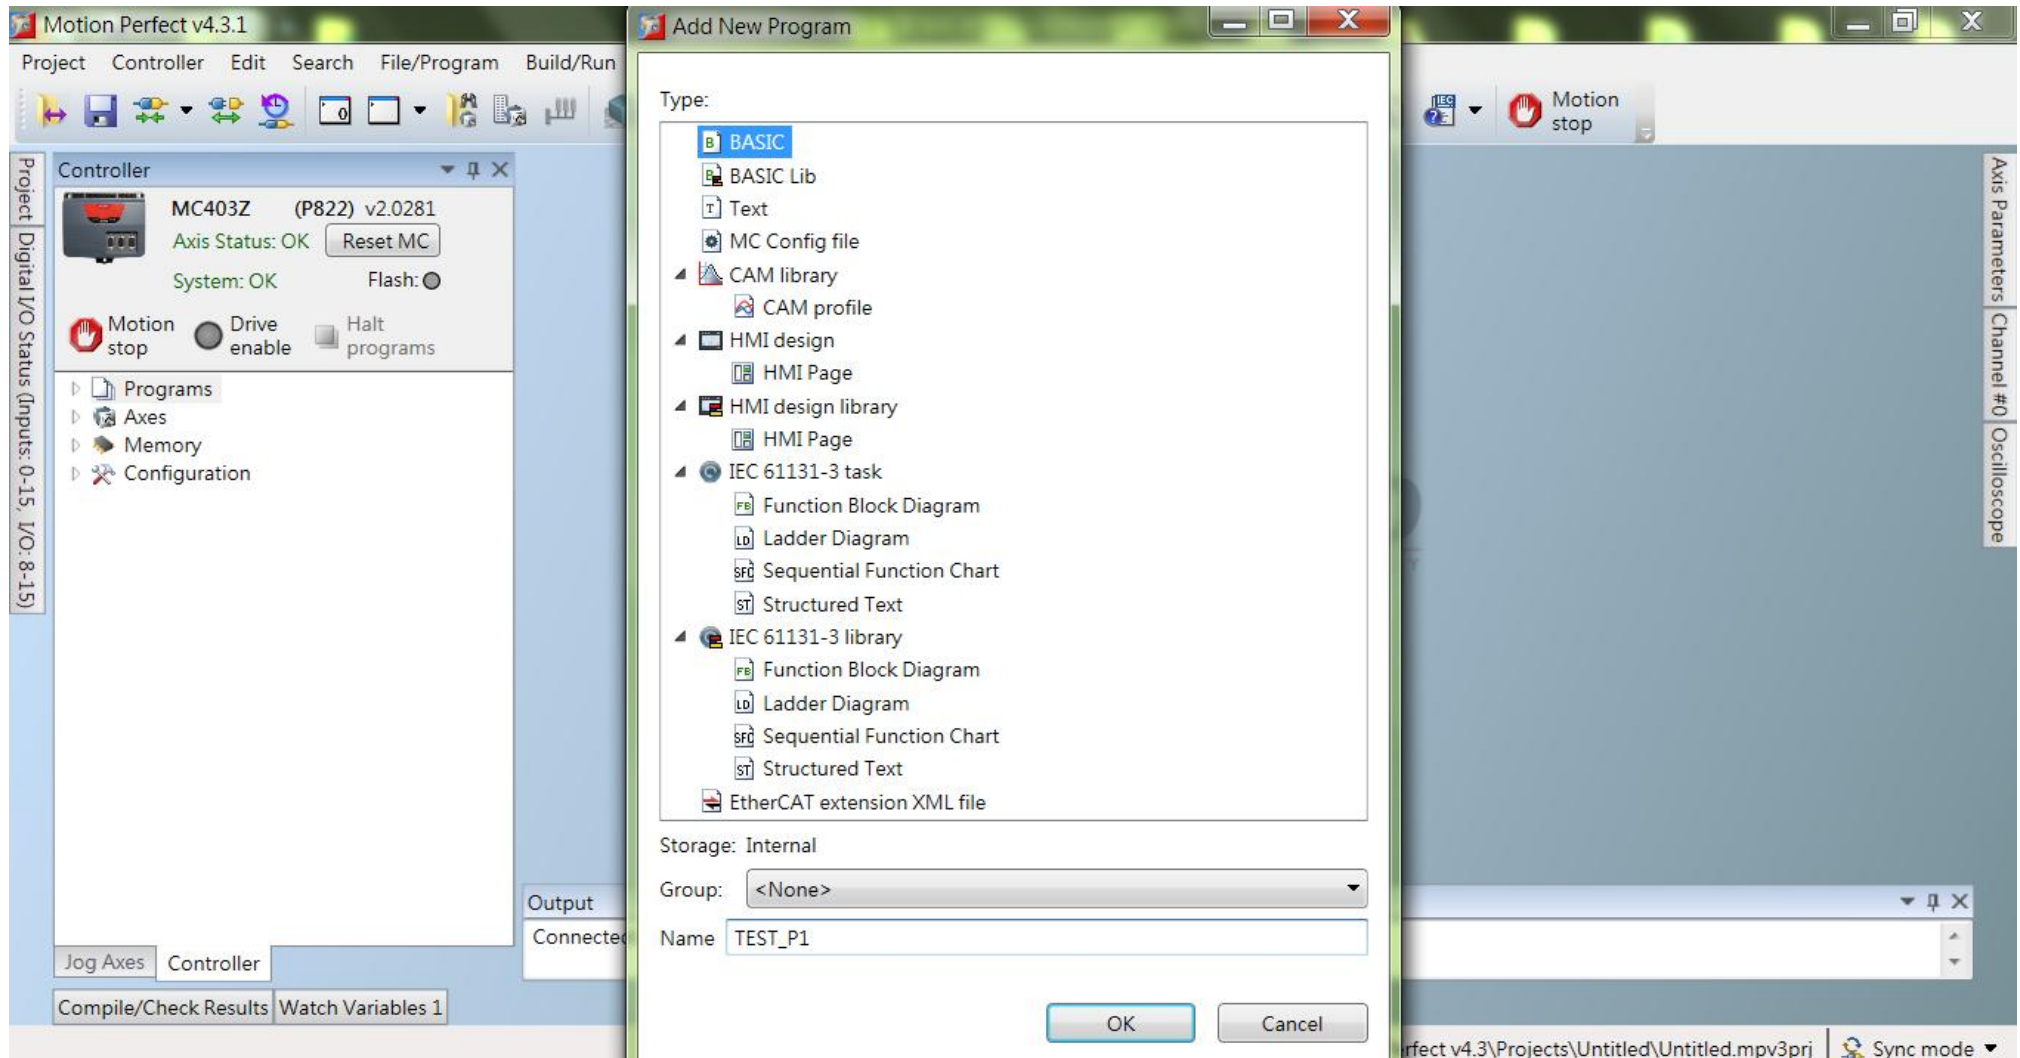 Motion Perfect v4.3.1
Project Controller Edit Search File/Program Build/Run
Project
Digital I/O Status (Inputs: 0-15, I/O: 8-15)
Controller
MC403Z (P822) v2.0281
Axis Status: OK Reset MC
System: OK Flash:
Motion stop
Drive enable
Halt programs
Programs
Axes
Memory
Configuration
Jog Axes Controller
Compile/Check Results Watch Variables 1
Output
Connected
Add New Program
Type:
BASIC
BASIC Lib
Text
MC Config file
CAM library
CAM profile
HMI design
HMI Page
HMI design library
HMI Page
IEC 61131-3 task
Function Block Diagram
Ladder Diagram
Sequential Function Chart
Structured Text
IEC 61131-3 library
Function Block Diagram
Ladder Diagram
Sequential Function Chart
Structured Text
EtherCAT extension XML file
Storage: Internal
Group: <None>
Name TEST_P1
OK Cancel
Motion
stop
Axis Parameters
Channel #0
Oscilloscope
rfect v4.3\Projects\Untitled\Untitled.mpv3prj Sync mode